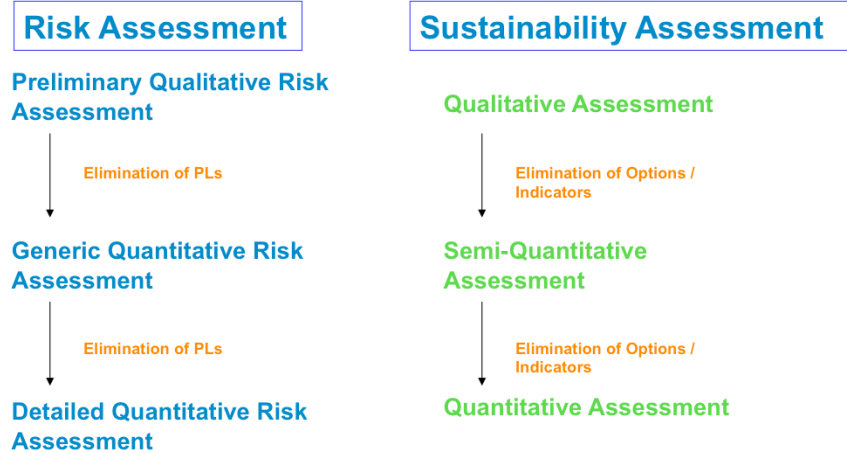 Risk Assessment
Preliminary Qualitative Risk
Assessment
Elimination of PLs
Generic Quantitative Risk
Assessment
Elimination of PLs
Detailed Quantitative Risk
Assessment
Sustainability Assessment
Qualitative Assessment
Elimination of Options /
Indicators
Semi-Quantitative
Assessment
Elimination of Options /
Indicators
Quantitative Assessment